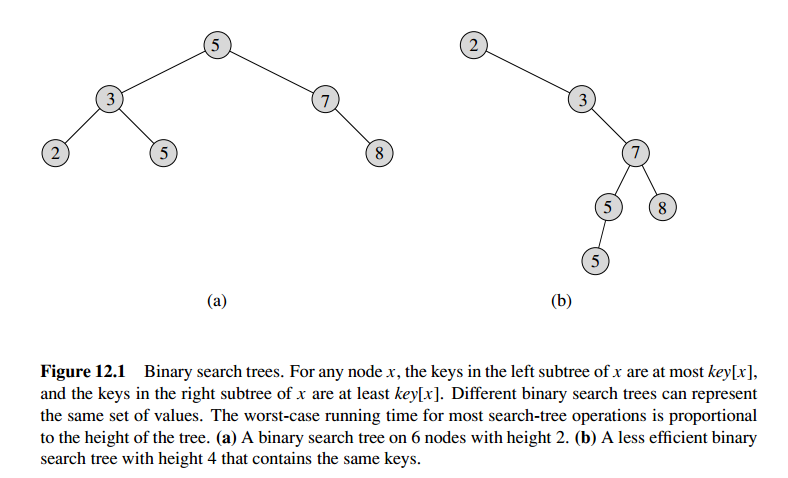 5 2
3 7 3
2 5 8 7
5 8
5
(a) (b)
Figure 12.1 Binary search trees. For any node x, the keys in the left subtree of x are at most key[x],
and the keys in the right subtree of x are at least key[x]. Different binary search trees can represent
the same set of values. The worst-case running time for most search-tree operations is proportional
to the height of the tree. (a) A binary search tree on 6 nodes with height 2. (b) A less efficient binary
search tree with height 4 that contains the same keys.